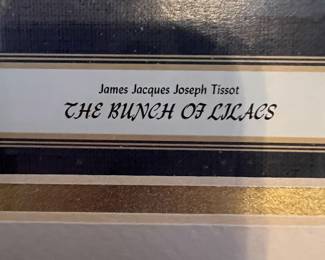 James Jacques Joseph Tissot
THE BUNCH OF LILACS